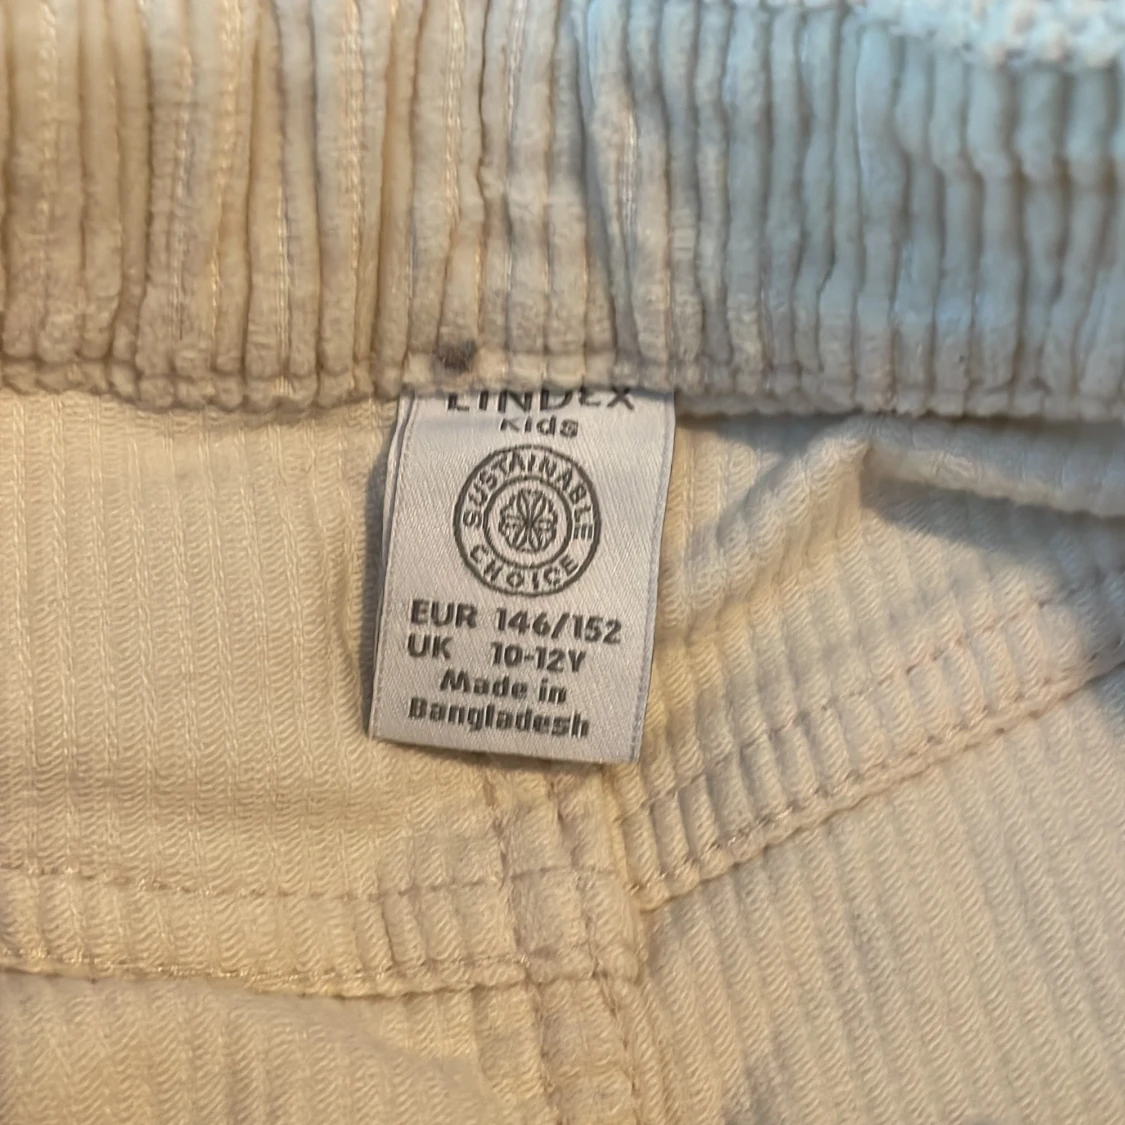 LINDEX
Kids
SUSTAINABLE
CHOICE
EUR 146/152
UK 10-12Y
Made in
Bangladesh